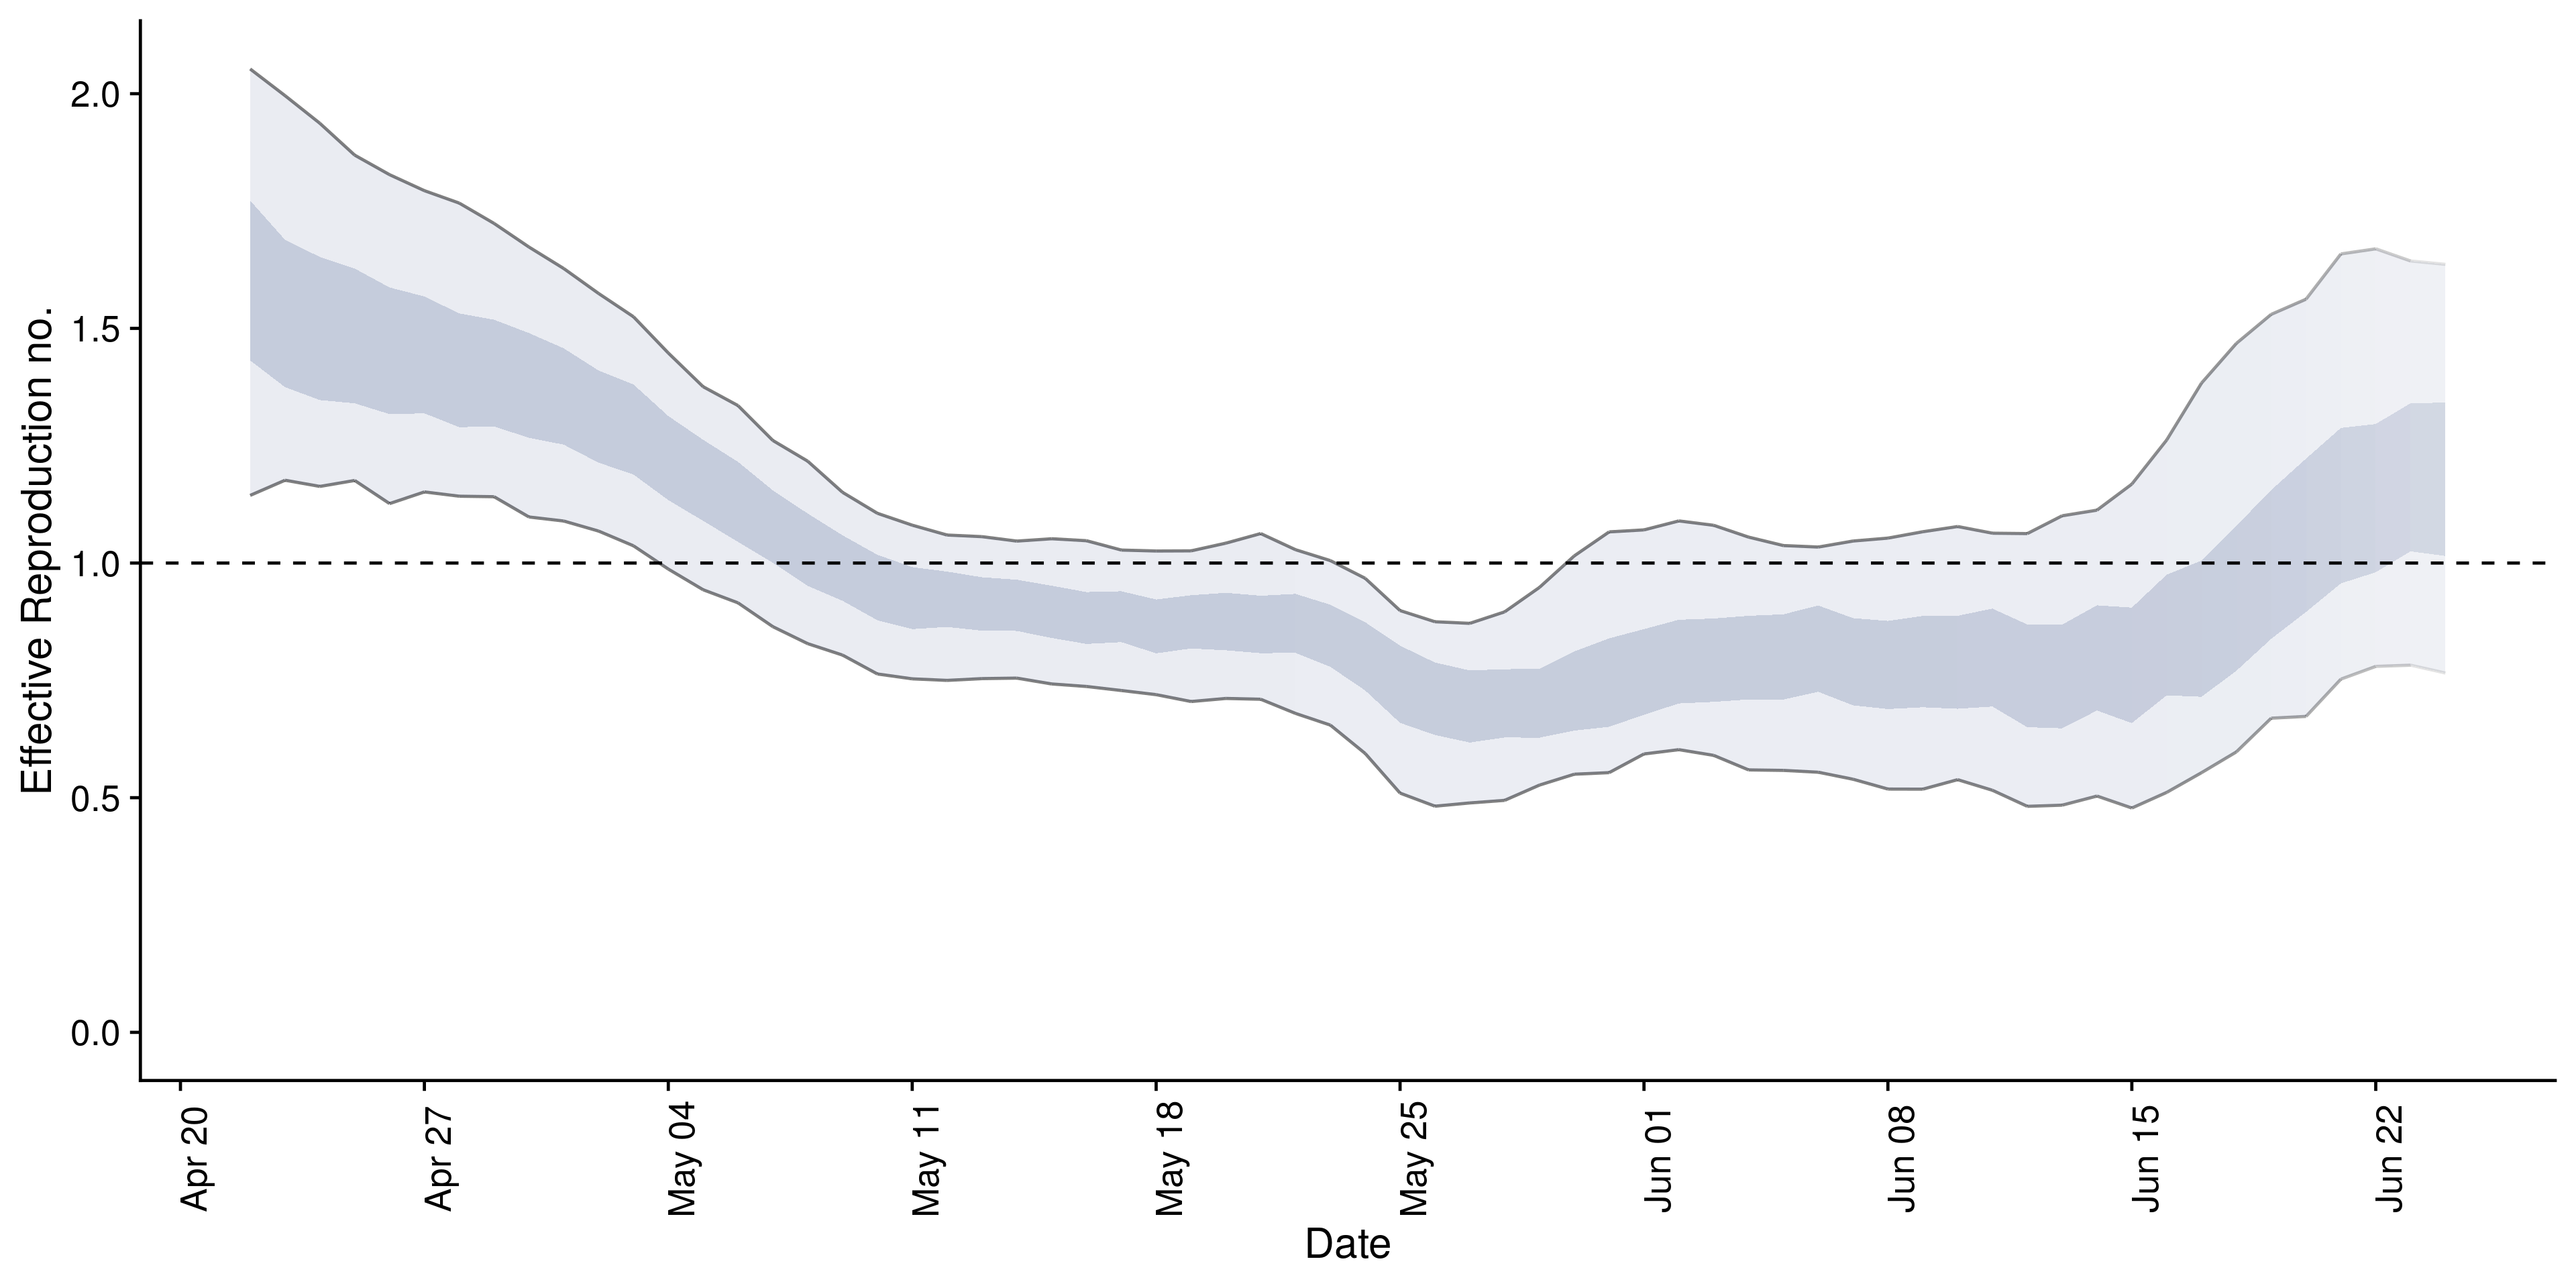 Effective Reproduction no.
2.0
1.5
1.0
0.5
0.0
Apr 20
Apr 27
May 04
May 11
May 18
May 25
Jun 01
Jun 08
Jun 15
Jun 22
Date